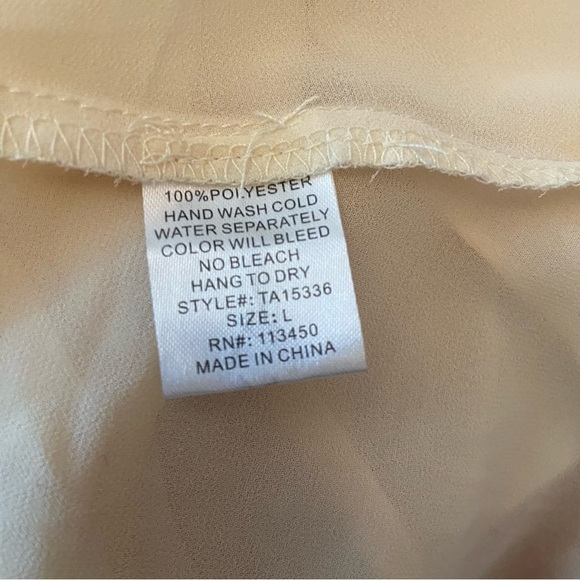 100%POLYESTER
HAND WASH COLD
WATER SEPARATELY
COLOR WILL BLEED
NO BLEACH
HANG TO DRY
STYLE#: TA15336
SIZE: L
RN#: 113450
MADE IN CHINA